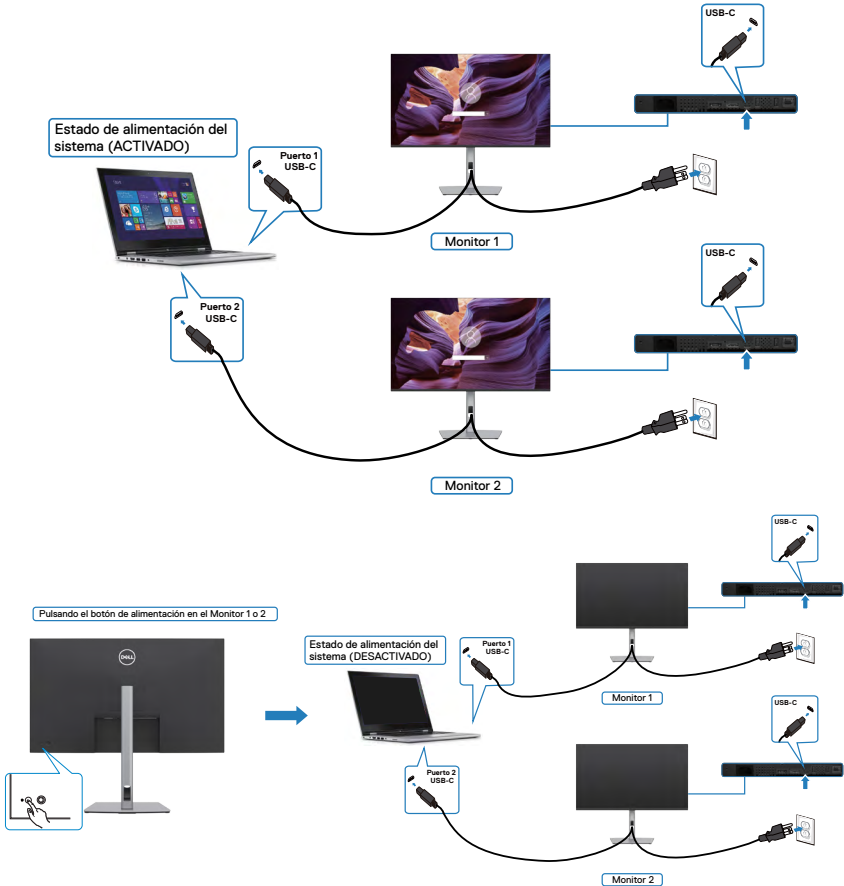 USB-C
Estado de alimentación del
sistema (ACTIVADO)
Puerto 1
USB-C
Monitor 1
USB-C
Puerto 2
USB-C
Monitor 2
USB-C
Pulsando el botón de alimentación en el Monitor 1 o 2
DELL
Estado de alimentación del
sistema (DESACTIVADO)
Puerto 1
USB-C
Monitor 1
USB-C
Puerto 2
USB-C
Monitor 2